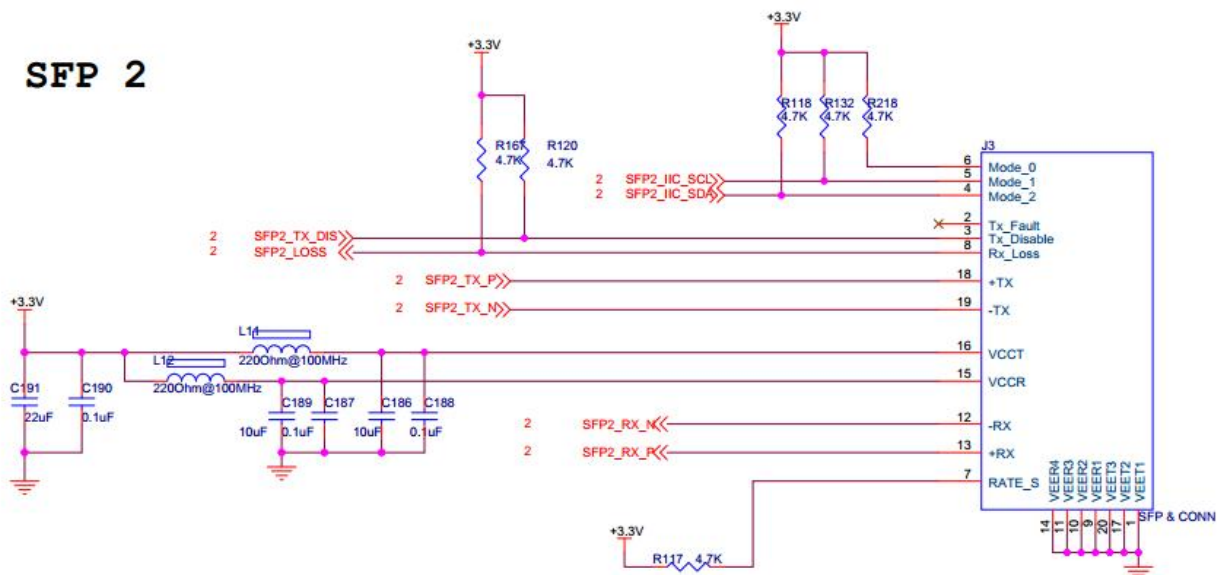 SFP 2
+3.3V
+3.3V
R167
4.7K
R120
4.7K
R118
4.7K
R132
4.7K
R218
4.7K
J3
2 SFP2_IIC_SCL
2 SFP2_IIC_SDA
6 Mode_0
5 Mode_1
4 Mode_2
2 Tx_Fault
3 Tx_Disable
8 Rx_Loss
2 SFP2_TX_DIS
2 SFP2_LOSS
2 SFP2_TX_P
18 +TX
2 SFP2_TX_N
19 -TX
+3.3V
L11
220Ohm@100MHz
16 VCCT
L12
220Ohm@100MHz
15 VCCR
C191
22uF
C190
0.1uF
C189
10uF
C187
0.1uF
C186
10uF
C188
0.1uF
2 SFP2_RX_N
12 -RX
2 SFP2_RX_P
13 +RX
7 RATE_S
+3.3V
R117 4.7K
VEER4
VEER3
VEER2
VEER1
VEET3
VEET2
VEET1
14
11
10
9
20
17
1
SFP & CONN